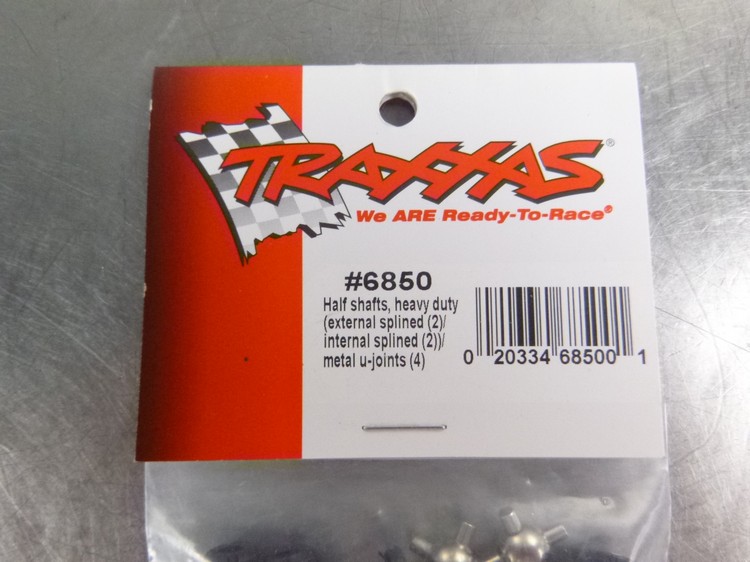 TRAXXAS®
We ARE Ready-To-Race®
#6850
Half shafts, heavy duty
(external splined (2)/
internal splined (2))/
metal u-joints (4)
0 20334 68500 1